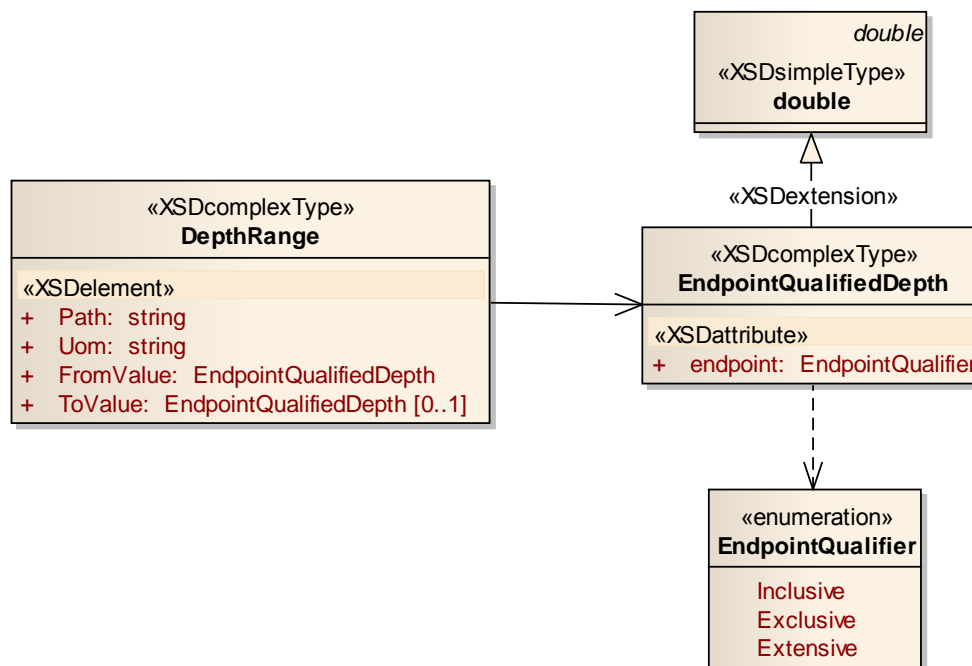 double
«XSDsimpleType»
double
«XSDextension»
«XSDcomplexType»
DepthRange
«XSDelement»
+ Path: string
+ Uom: string
+ FromValue: EndpointQualifiedDepth
+ ToValue: EndpointQualifiedDepth [0..1]
«XSDcomplexType»
EndpointQualifiedDepth
«XSDattribute»
+ endpoint: EndpointQualifier
«enumeration»
EndpointQualifier
Inclusive
Exclusive
Extensive